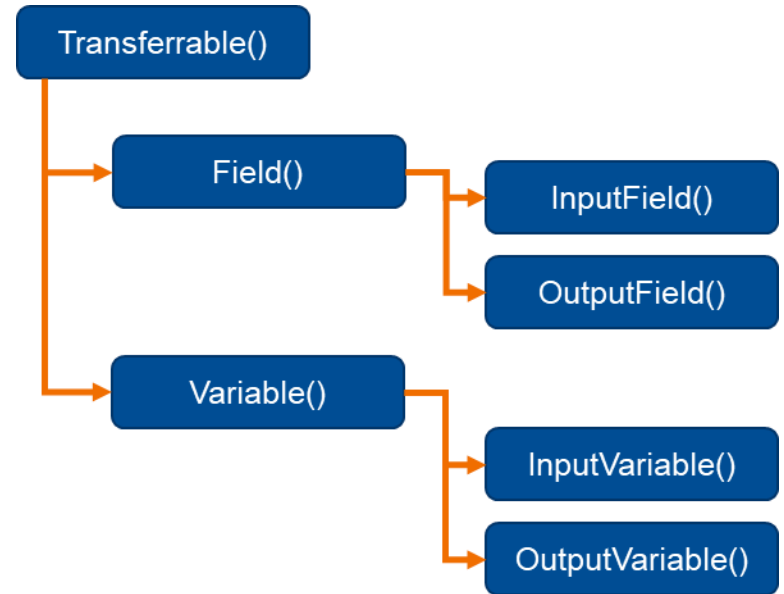 Transferrable()
Field()
InputField()
OutputField()
Variable()
InputVariable()
OutputVariable()